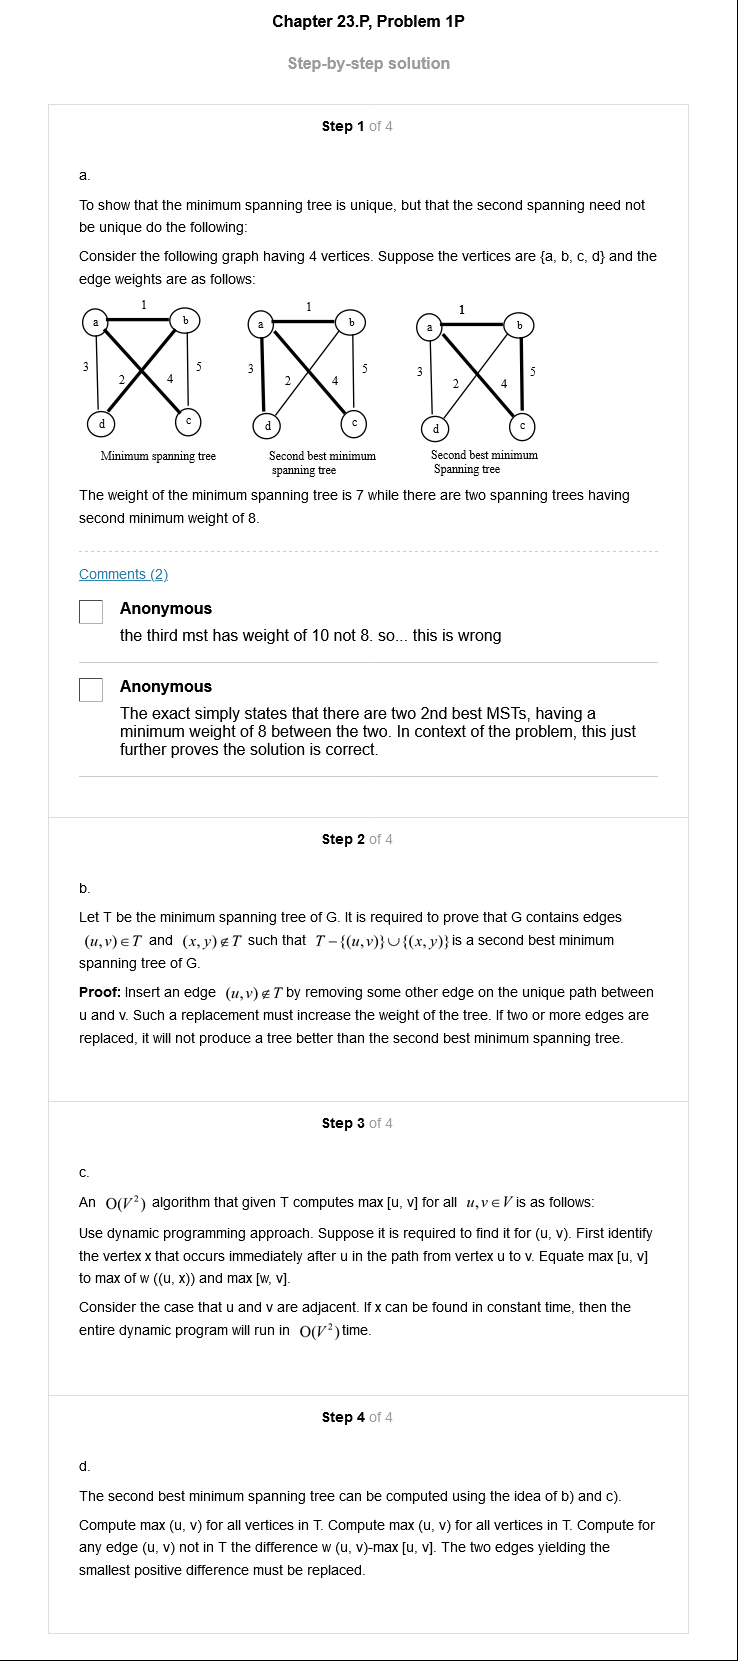 Chapter 23.P, Problem 1P
Step-by-step solution
Step 1 of 4
a.
To show that the minimum spanning tree is unique, but that the second spanning need not
be unique do the following:
Consider the following graph having 4 vertices. Suppose the vertices are {a, b, c, d} and the
edge weights are as follows:
1
a b
3 2 4 5
d c
Minimum spanning tree
1
a b
3 2 4 5
d c
Second best minimum
spanning tree
1
a b
3 2 4 5
d c
Second best minimum
Spanning tree
The weight of the minimum spanning tree is 7 while there are two spanning trees having
second minimum weight of 8.
Comments (2)
Anonymous
the third mst has weight of 10 not 8. so... this is wrong
Anonymous
The exact simply states that there are two 2nd best MSTs, having a
minimum weight of 8 between the two. In context of the problem, this just
further proves the solution is correct.
Step 2 of 4
b.
Let T be the minimum spanning tree of G. It is required to prove that G contains edges
(u,v)∈T and (x,y)∉T such that T−{(u,v)}∪{(x,y)} is a second best minimum
spanning tree of G.
Proof: Insert an edge (u,v)∉T by removing some other edge on the unique path between
u and v. Such a replacement must increase the weight of the tree. If two or more edges are
replaced, it will not produce a tree better than the second best minimum spanning tree.
Step 3 of 4
c.
An O(V²) algorithm that given T computes max [u, v] for all u,v∈V is as follows:
Use dynamic programming approach. Suppose it is required to find it for (u, v). First identify
the vertex x that occurs immediately after u in the path from vertex u to v. Equate max [u, v]
to max of w ((u, x)) and max [w, v].
Consider the case that u and v are adjacent. If x can be found in constant time, then the
entire dynamic program will run in O(V²) time.
Step 4 of 4
d.
The second best minimum spanning tree can be computed using the idea of b) and c).
Compute max (u, v) for all vertices in T. Compute max (u, v) for all vertices in T. Compute for
any edge (u, v) not in T the difference w (u, v)-max [u, v]. The two edges yielding the
smallest positive difference must be replaced.